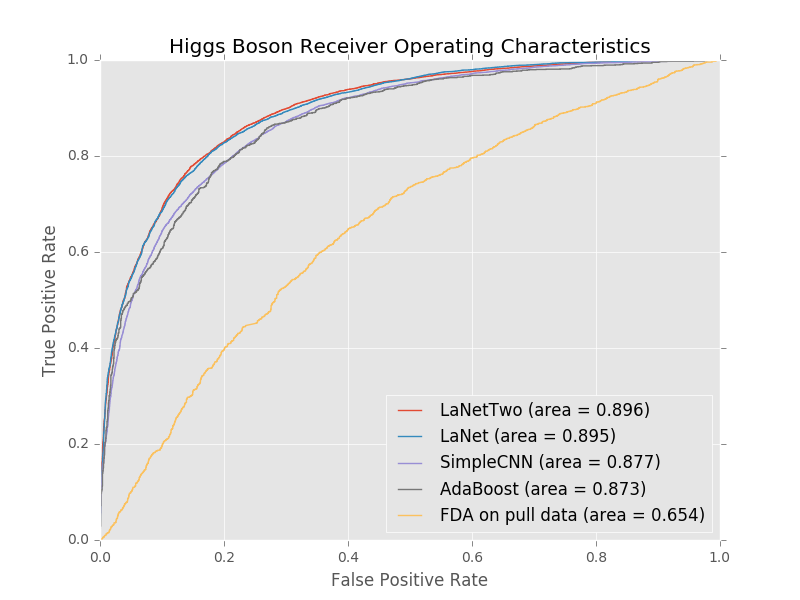 Higgs Boson Receiver Operating Characteristics
1.0
0.8
0.6
0.4
0.2
0.0
True Positive Rate
LaNetTwo (area = 0.896)
LaNet (area = 0.895)
SimpleCNN (area = 0.877)
AdaBoost (area = 0.873)
FDA on pull data (area = 0.654)
0.0 0.2 0.4 0.6 0.8 1.0
False Positive Rate